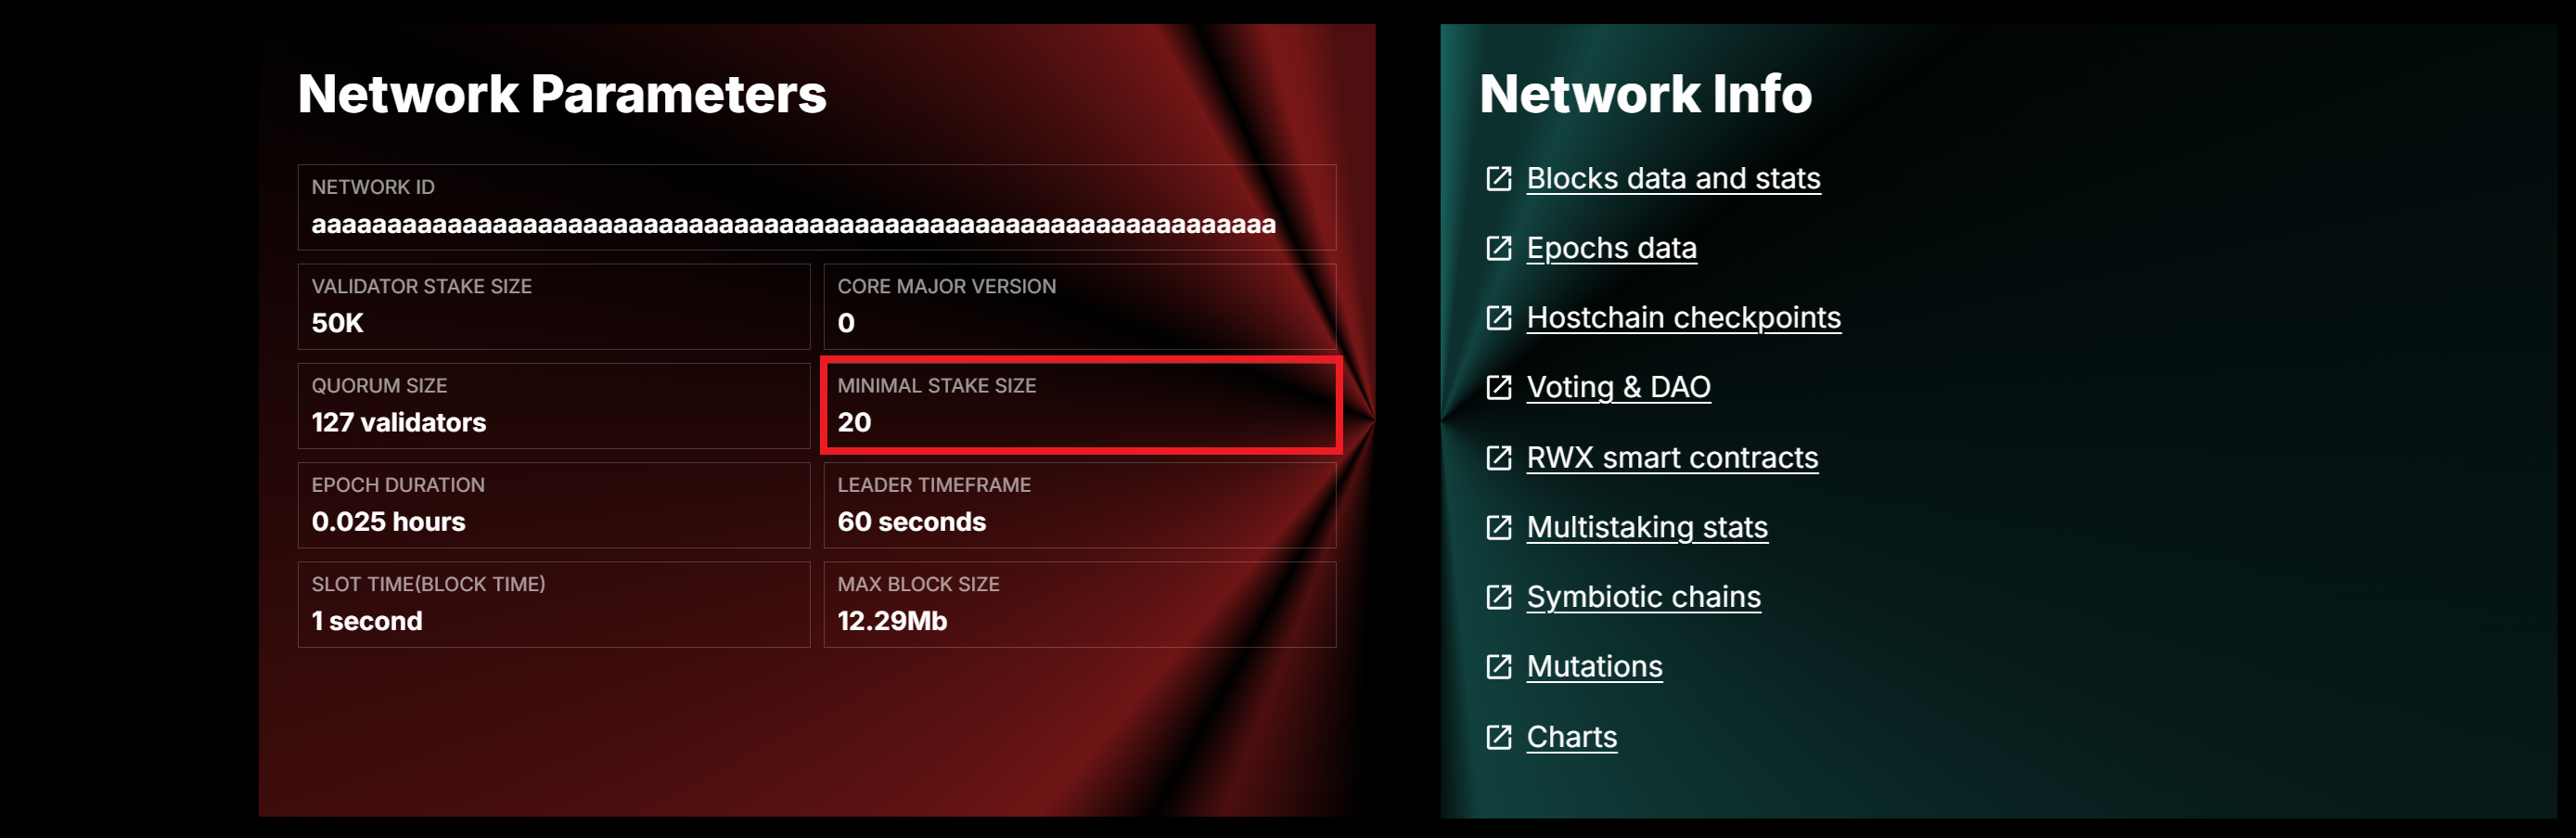 Network Parameters
NETWORK ID
aaaaaaaaaaaaaaaaaaaaaaaaaaaaaaaaaaaaaaaaaaaaaaaaaaaaaaaaaaaaaaaa
VALIDATOR STAKE SIZE
50K
CORE MAJOR VERSION
0
QUORUM SIZE
127 validators
MINIMAL STAKE SIZE
20
EPOCH DURATION
0.025 hours
LEADER TIMEFRAME
60 seconds
SLOT TIME(BLOCK TIME)
1 second
MAX BLOCK SIZE
12.29Mb
Network Info
Blocks data and stats
Epochs data
Hostchain checkpoints
Voting & DAO
RWX smart contracts
Multistaking stats
Symbiotic chains
Mutations
Charts